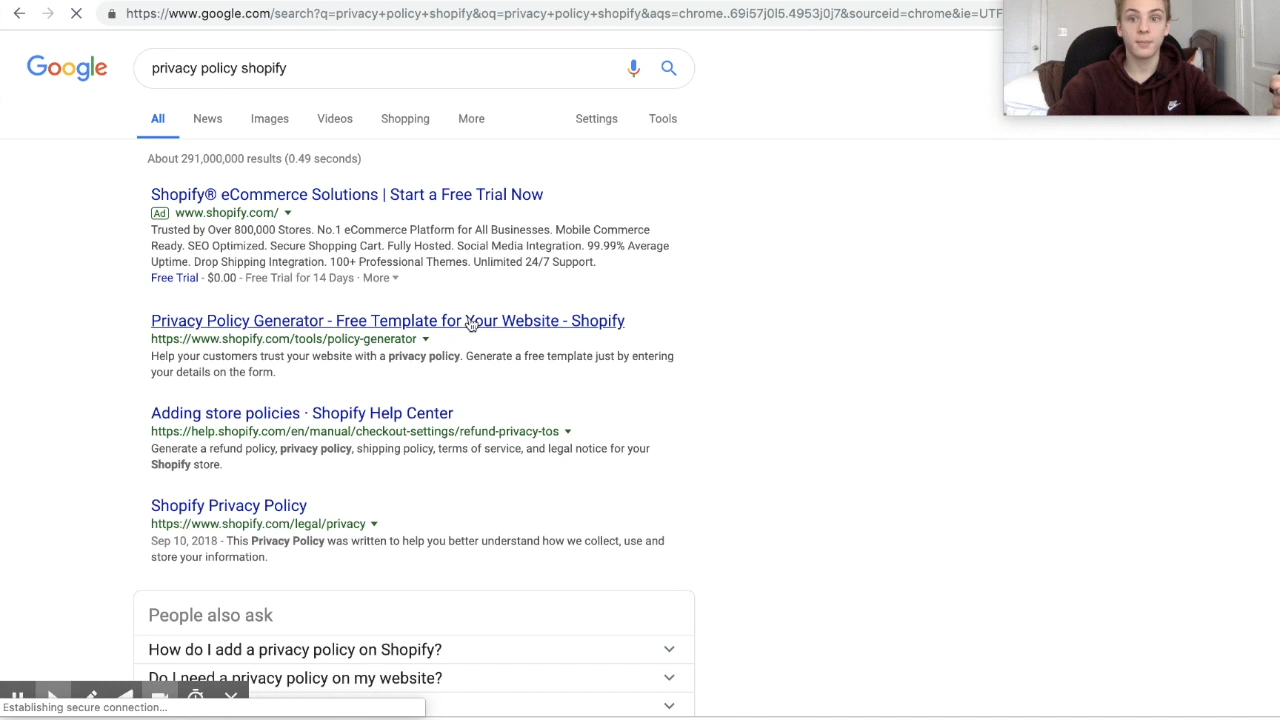 https://www.google.com/search?q=privacy+policy+shopify&oq=privacy+policy+shopify&aqs=chrome..69i57j0l5.4953j0j7&sourceid=chrome&ie=UTF
Google
privacy policy shopify
All News Images Videos Shopping More Settings Tools
About 291,000,000 results (0.49 seconds)
Shopify® eCommerce Solutions | Start a Free Trial Now
Ad www.shopify.com/
Trusted by Over 800,000 Stores. No.1 eCommerce Platform for All Businesses. Mobile Commerce
Ready. SEO Optimized. Secure Shopping Cart. Fully Hosted. Social Media Integration. 99.99% Average
Uptime. Drop Shipping Integration. 100+ Professional Themes. Unlimited 24/7 Support.
Free Trial - $0.00 - Free Trial for 14 Days · More
Privacy Policy Generator - Free Template for Your Website - Shopify
https://www.shopify.com/tools/policy-generator
Help your customers trust your website with a privacy policy. Generate a free template just by entering
your details on the form.
Adding store policies · Shopify Help Center
https://help.shopify.com/en/manual/checkout-settings/refund-privacy-tos
Generate a refund policy, privacy policy, shipping policy, terms of service, and legal notice for your
Shopify store.
Shopify Privacy Policy
https://www.shopify.com/legal/privacy
Sep 10, 2018 - This Privacy Policy was written to help you better understand how we collect, use and
store your information.
People also ask
How do I add a privacy policy on Shopify?
Do I need a privacy policy on my website?
Establishing secure connection...